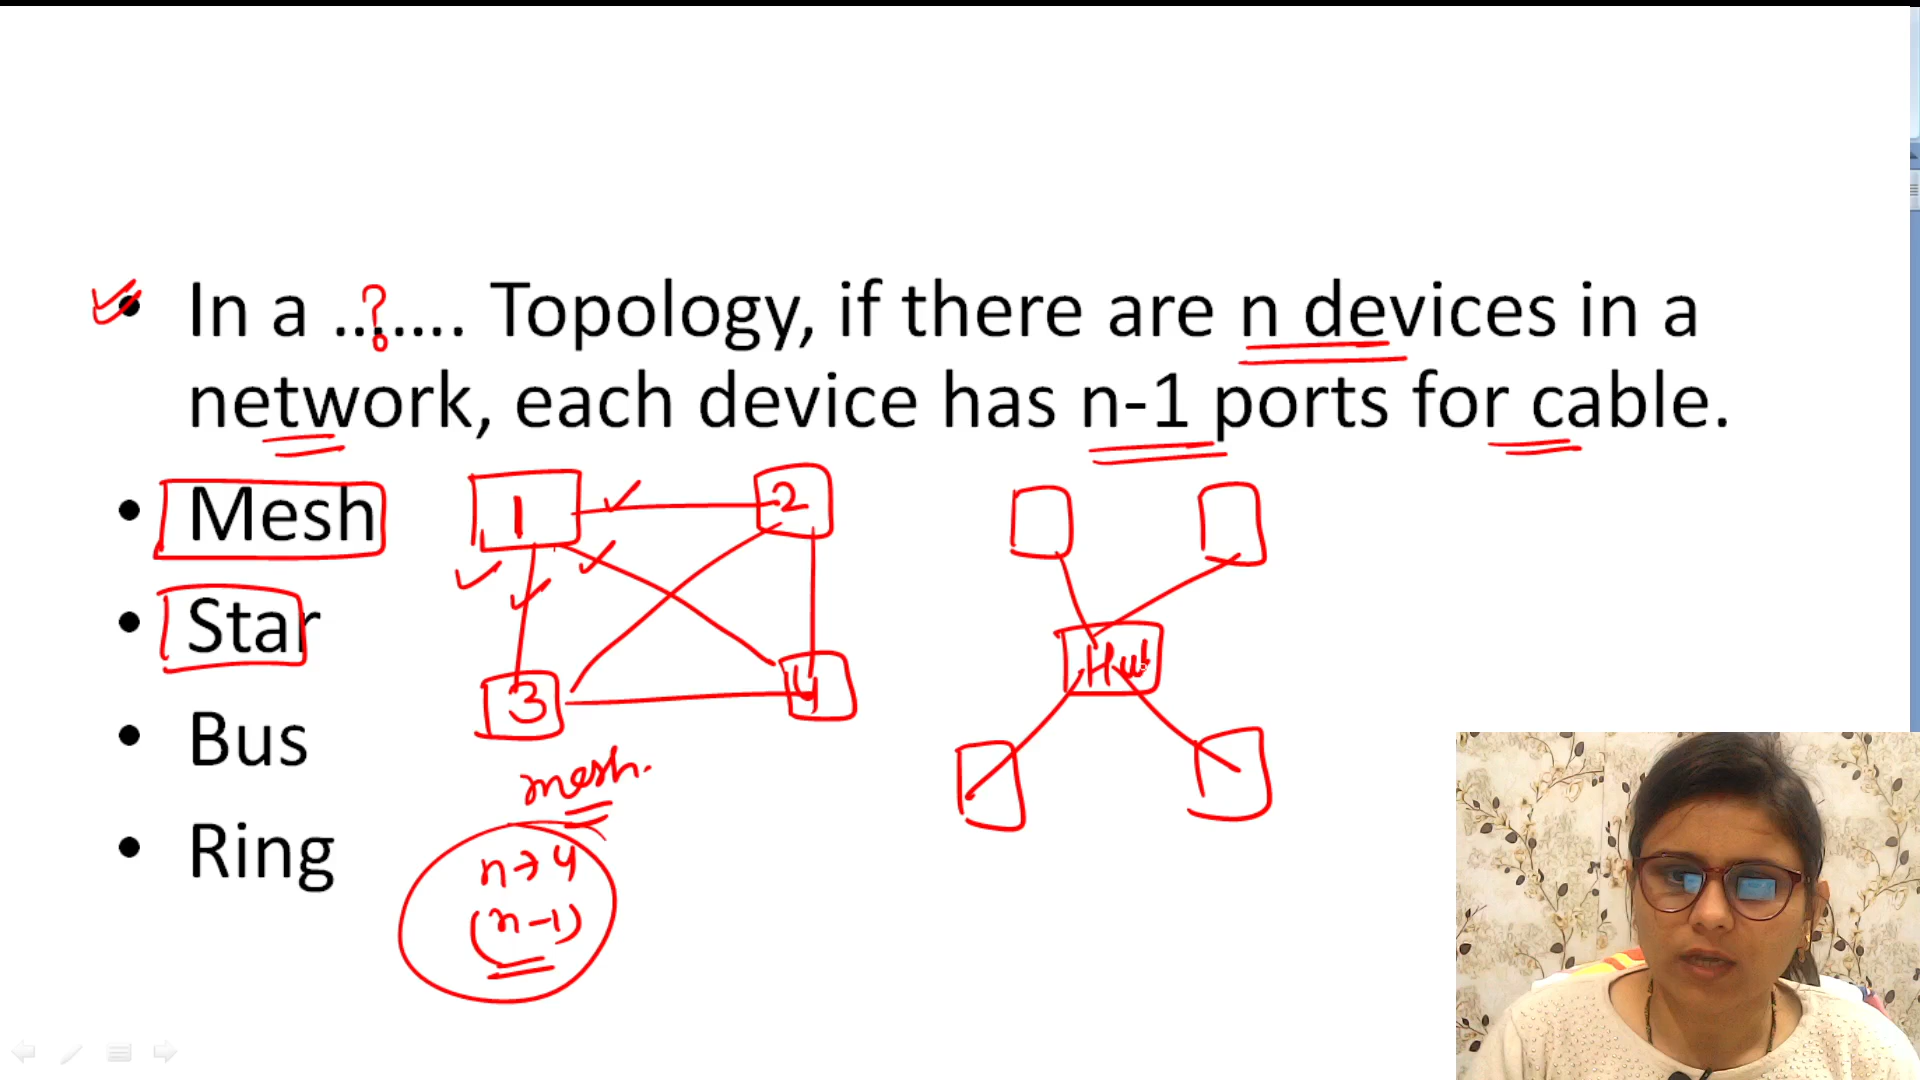 In a ....?.... Topology, if there are n devices in a
network, each device has n-1 ports for cable.
Mesh
Star
Bus
Ring
1
2
3
4
mesh.
n→4
(n-1)
Hub